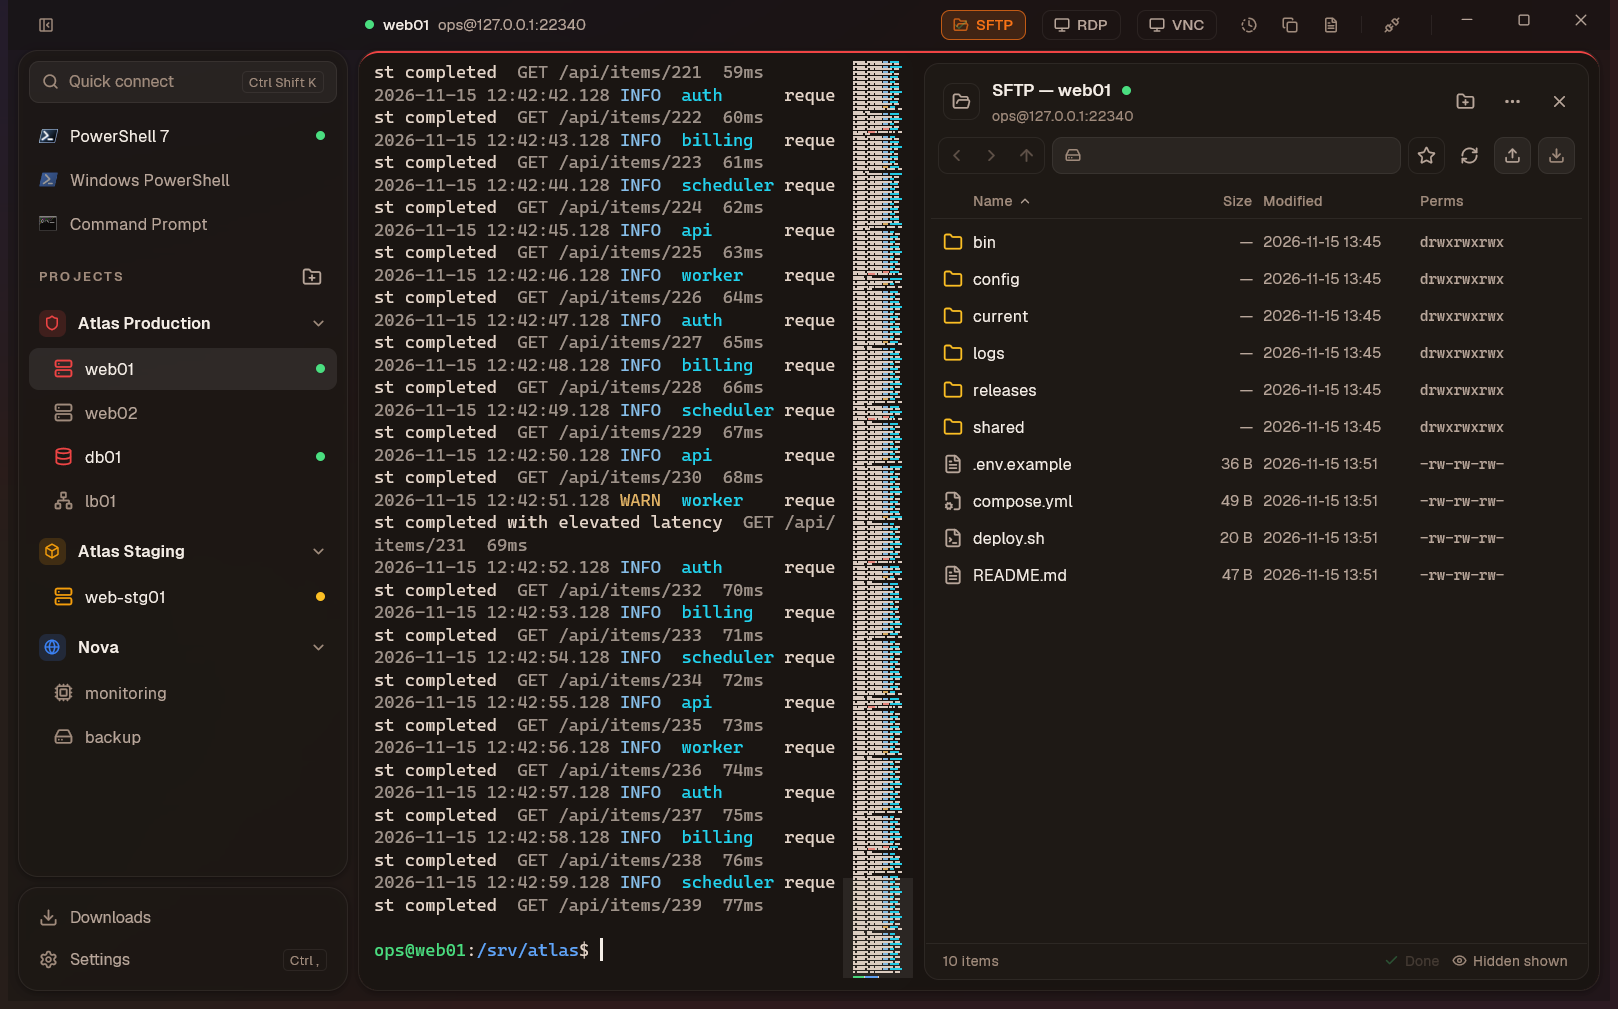 web01 ops@127.0.0.1:22340
SFTP
RDP
VNC
Quick connect Ctrl Shift K
PowerShell 7
Windows PowerShell
Command Prompt
PROJECTS
Atlas Production
web01
web02
db01
lb01
Atlas Staging
web-stg01
Nova
monitoring
backup
Downloads
Settings Ctrl ,
st completed  GET /api/items/221  59ms
2026-11-15 12:42:42.128 INFO  auth      reque
st completed  GET /api/items/222  60ms
2026-11-15 12:42:43.128 INFO  billing   reque
st completed  GET /api/items/223  61ms
2026-11-15 12:42:44.128 INFO  scheduler reque
st completed  GET /api/items/224  62ms
2026-11-15 12:42:45.128 INFO  api       reque
st completed  GET /api/items/225  63ms
2026-11-15 12:42:46.128 INFO  worker    reque
st completed  GET /api/items/226  64ms
2026-11-15 12:42:47.128 INFO  auth      reque
st completed  GET /api/items/227  65ms
2026-11-15 12:42:48.128 INFO  billing   reque
st completed  GET /api/items/228  66ms
2026-11-15 12:42:49.128 INFO  scheduler reque
st completed  GET /api/items/229  67ms
2026-11-15 12:42:50.128 INFO  api       reque
st completed  GET /api/items/230  68ms
2026-11-15 12:42:51.128 WARN  worker    reque
st completed with elevated latency  GET /api/
items/231  69ms
2026-11-15 12:42:52.128 INFO  auth      reque
st completed  GET /api/items/232  70ms
2026-11-15 12:42:53.128 INFO  billing   reque
st completed  GET /api/items/233  71ms
2026-11-15 12:42:54.128 INFO  scheduler reque
st completed  GET /api/items/234  72ms
2026-11-15 12:42:55.128 INFO  api       reque
st completed  GET /api/items/235  73ms
2026-11-15 12:42:56.128 INFO  worker    reque
st completed  GET /api/items/236  74ms
2026-11-15 12:42:57.128 INFO  auth      reque
st completed  GET /api/items/237  75ms
2026-11-15 12:42:58.128 INFO  billing   reque
st completed  GET /api/items/238  76ms
2026-11-15 12:42:59.128 INFO  scheduler reque
st completed  GET /api/items/239  77ms
ops@web01:/srv/atlas$
SFTP — web01
ops@127.0.0.1:22340
Name Size Modified Perms
bin — 2026-11-15 13:45 drwxrwxrwx
config — 2026-11-15 13:45 drwxrwxrwx
current — 2026-11-15 13:45 drwxrwxrwx
logs — 2026-11-15 13:45 drwxrwxrwx
releases — 2026-11-15 13:45 drwxrwxrwx
shared — 2026-11-15 13:45 drwxrwxrwx
.env.example 36 B 2026-11-15 13:51 -rw-rw-rw-
compose.yml 49 B 2026-11-15 13:51 -rw-rw-rw-
deploy.sh 20 B 2026-11-15 13:51 -rw-rw-rw-
README.md 47 B 2026-11-15 13:51 -rw-rw-rw-
10 items Done Hidden shown